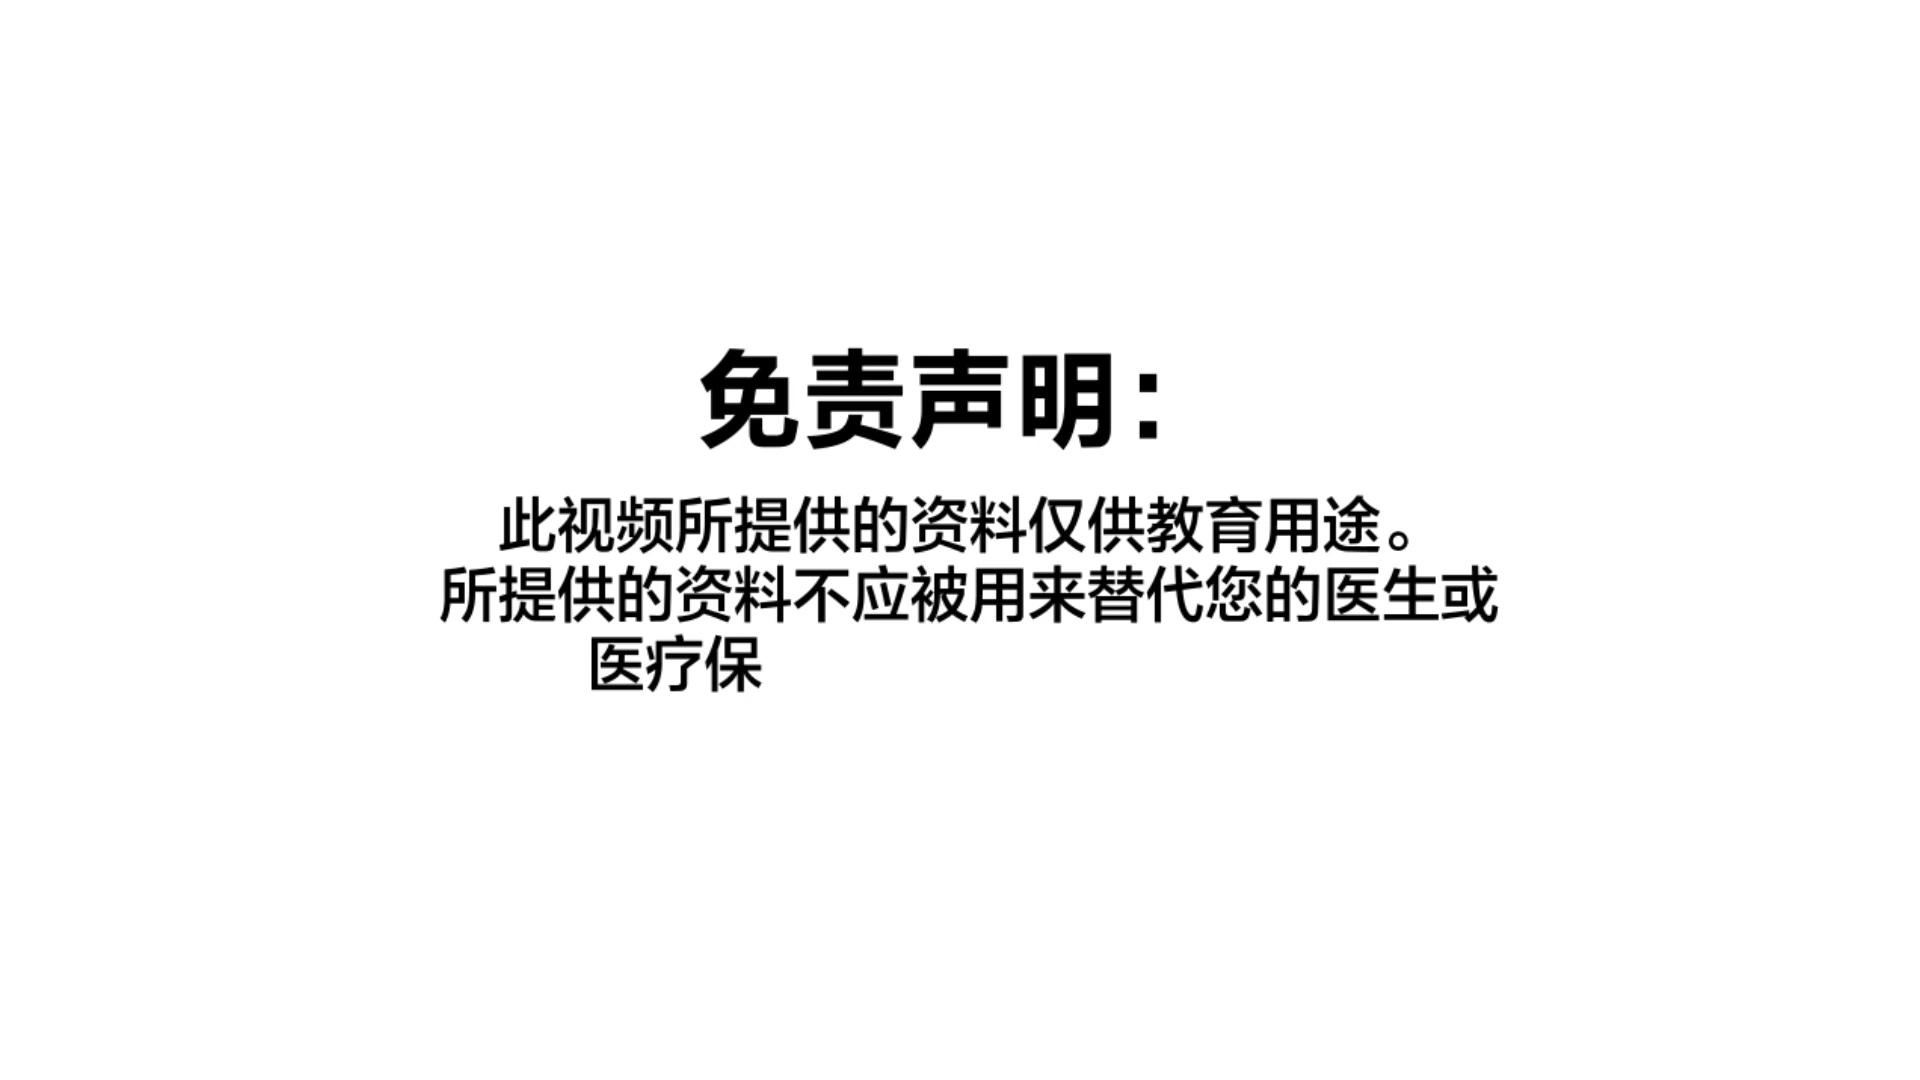 免责声明：
此视频所提供的资料仅供教育用途。
所提供的资料不应被用来替代您的医生或
医疗保